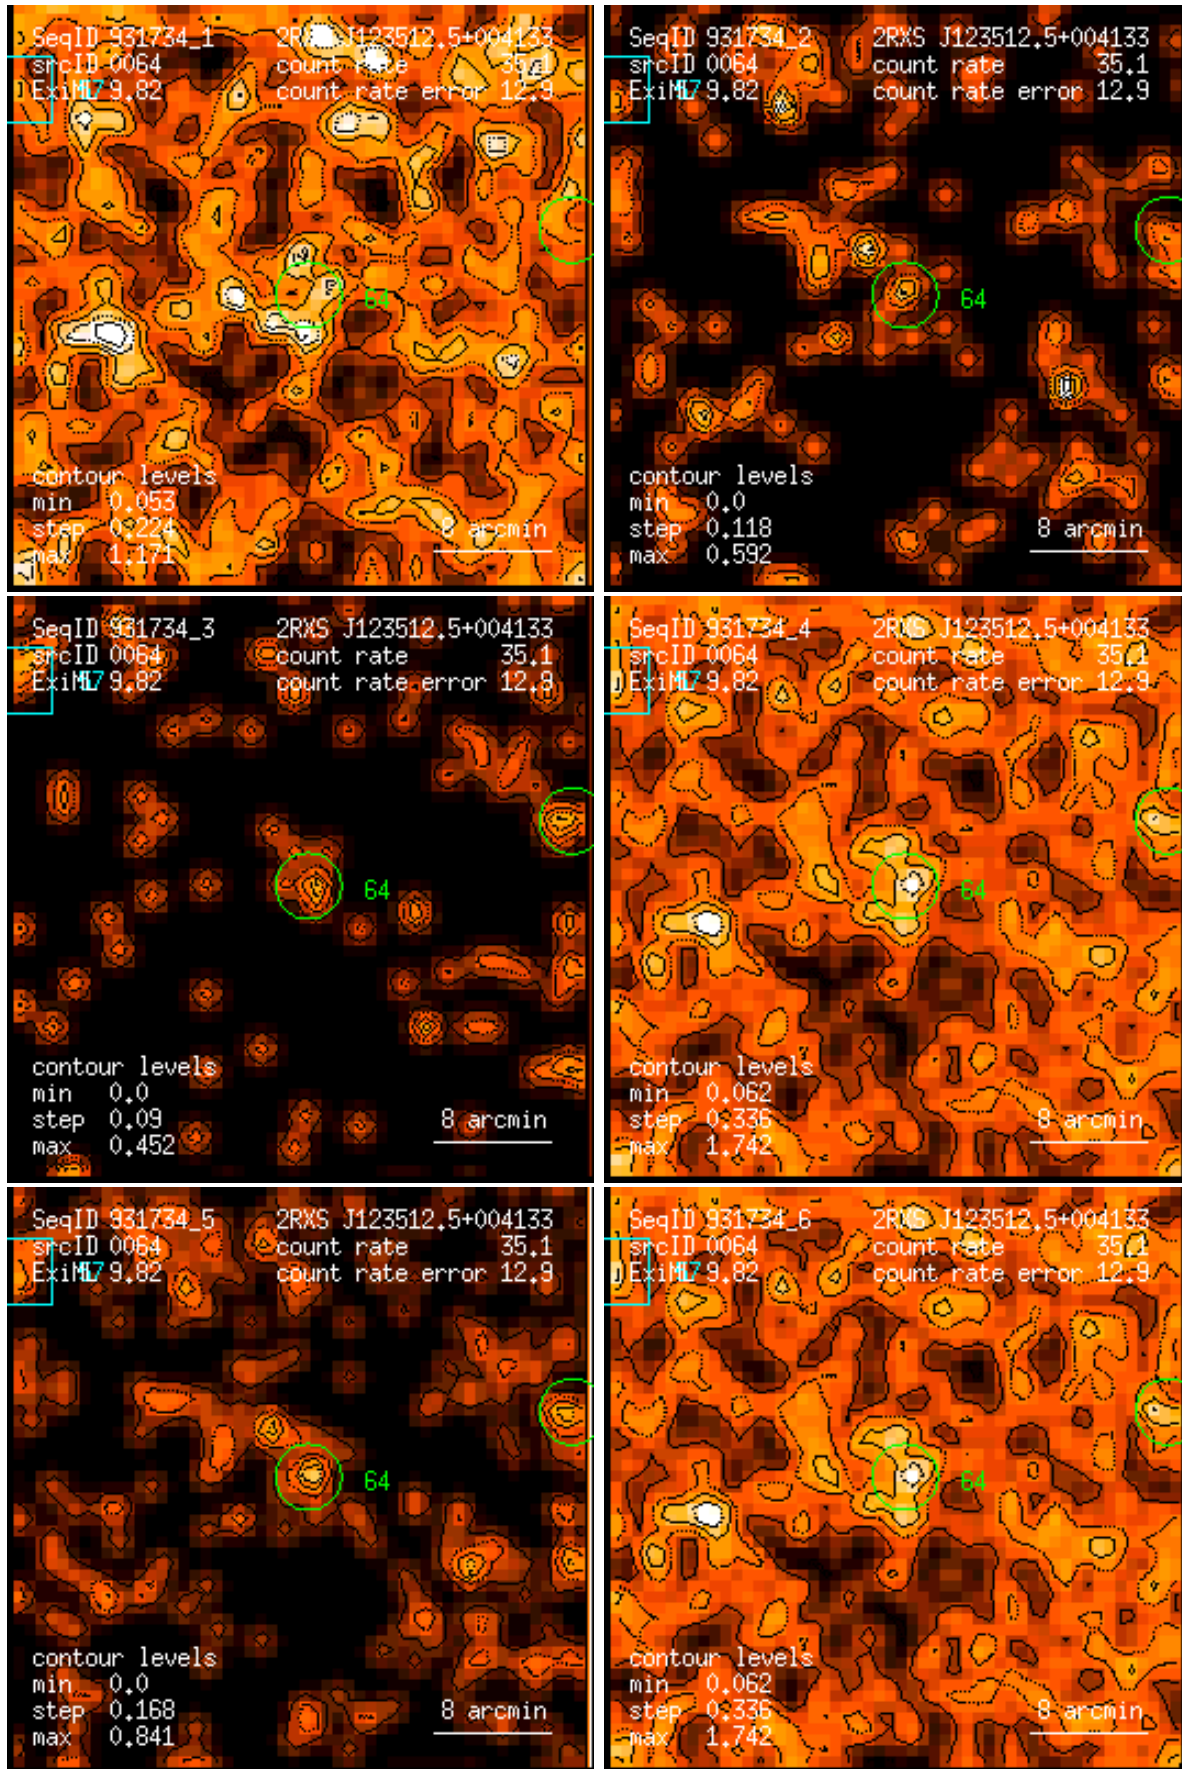 SeqID 931734_1 2RXS J123512.5+004133
srcID 0064 count rate 35.1
ExiML 9.82 count rate error 12.9
64
contour levels
min 0.053
step 0.224
max 1.171
8 arcmin
SeqID 931734_2 2RXS J123512.5+004133
srcID 0064 count rate 35.1
ExiML 9.82 count rate error 12.9
64
contour levels
min 0.0
step 0.118
max 0.592
8 arcmin
SeqID 931734_3 2RXS J123512.5+004133
srcID 0064 count rate 35.1
ExiML 9.82 count rate error 12.9
64
contour levels
min 0.0
step 0.09
max 0.452
8 arcmin
SeqID 931734_4 2RXS J123512.5+004133
srcID 0064 count rate 35.1
ExiML 9.82 count rate error 12.9
64
contour levels
min 0.062
step 0.336
max 1.742
8 arcmin
SeqID 931734_5 2RXS J123512.5+004133
srcID 0064 count rate 35.1
ExiML 9.82 count rate error 12.9
64
contour levels
min 0.0
step 0.168
max 0.841
8 arcmin
SeqID 931734_6 2RXS J123512.5+004133
srcID 0064 count rate 35.1
ExiML 9.82 count rate error 12.9
64
contour levels
min 0.062
step 0.336
max 1.742
8 arcmin